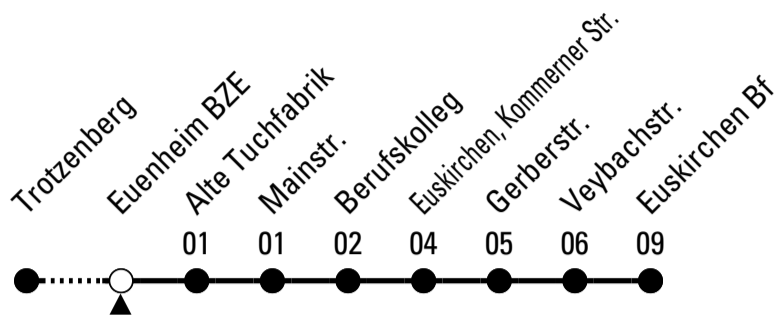 Trotzenberg
Euenheim BZE
Alte Tuchfabrik
Mainstr.
Berufskolleg
Euskirchen, Kommerner Str.
Gerberstr.
Veybachstr.
Euskirchen Bf
01 01 02 04 05 06 09